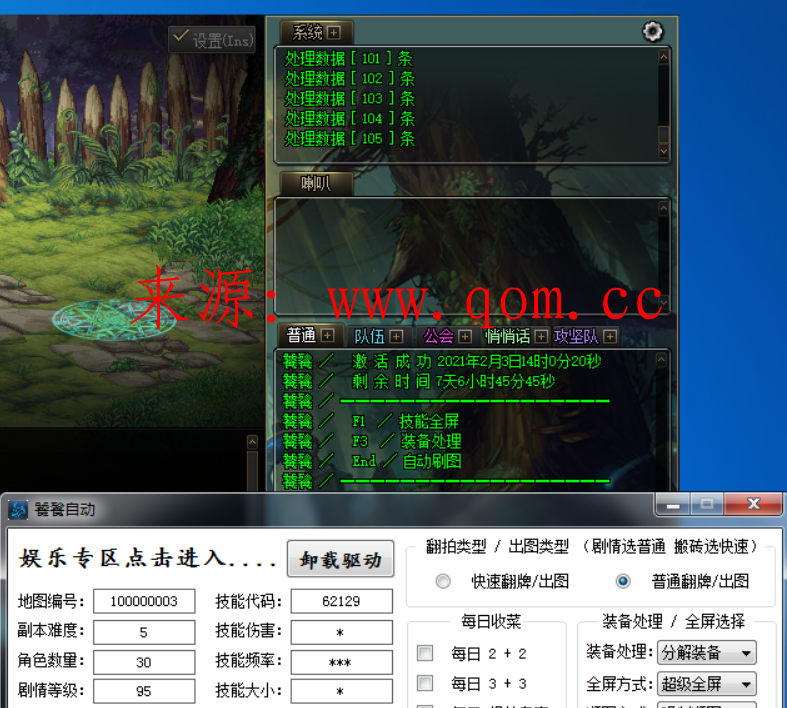 设置(Ins)
系统
处理数据 [ 101 ] 条
处理数据 [ 102 ] 条
处理数据 [ 103 ] 条
处理数据 [ 104 ] 条
处理数据 [ 105 ] 条
喇叭
来源：www.qom.cc
普通 队伍 公会 悄悄话 攻坚队
饕餮 ╱ 激 活 成 功 2021年2月3日14时0分20秒
饕餮 ╱ 剩 余 时 间 7天6小时45分45秒
饕餮 ╱ ━━━━━━━━━━━━━━━━
饕餮 ╱ F1 ╱ 技能全屏
饕餮 ╱ F3 ╱ 装备处理
饕餮 ╱ End ╱ 自动刷图
饕餮 ╱ ━━━━━━━━━━━━━━━━
饕餮自动
娱乐专区点击进入....
卸载驱动
翻拍类型 / 出图类型 （剧情选普通 搬砖选快速）
快速翻牌/出图 普通翻牌/出图
地图编号: 100000003 技能代码: 62129
副本难度: 5 技能伤害: *
角色数量: 30 技能频率: ***
剧情等级: 95 技能大小: *
每日收菜
每日 2 + 2
每日 3 + 3
装备处理 / 全屏选择
装备处理: 分解装备
全屏方式: 超级全屏